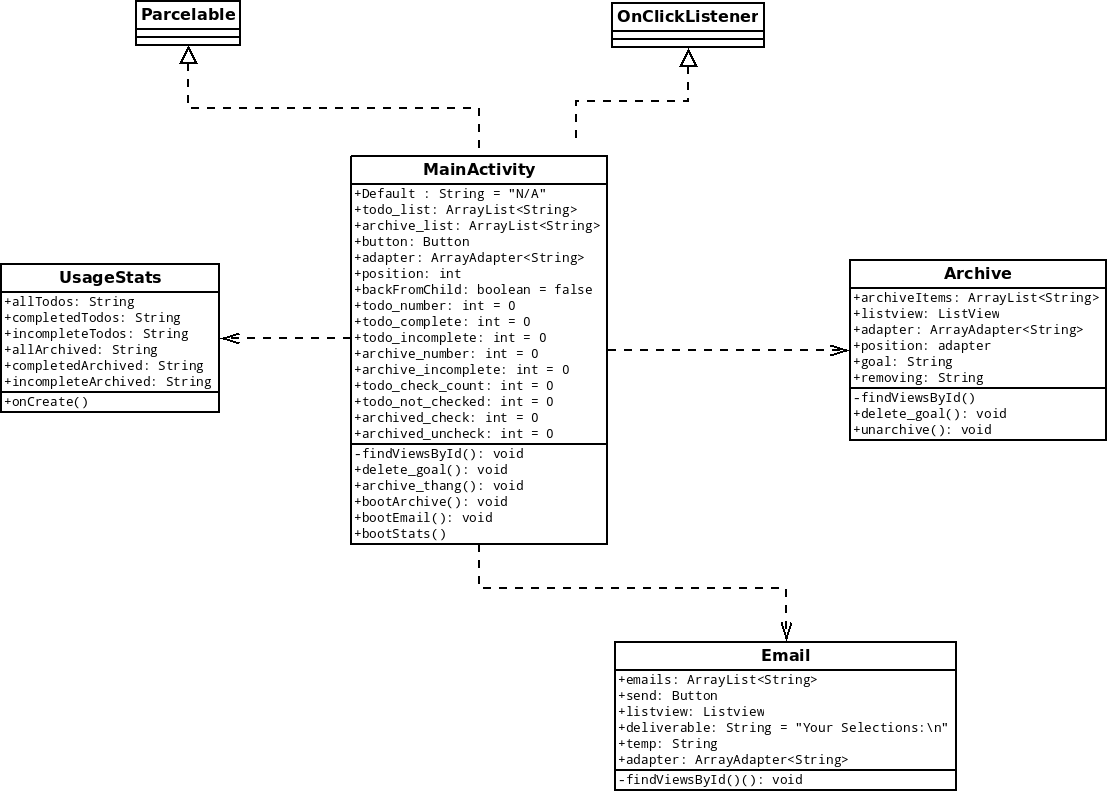 Parcelable
OnClickListener
MainActivity
+Default : String = "N/A"
+todo_list: ArrayList<String>
+archive_list: ArrayList<String>
+button: Button
+adapter: ArrayAdapter<String>
+position: int
+backFromChild: boolean = false
+todo_number: int = 0
+todo_complete: int = 0
+todo_incomplete: int = 0
+archive_number: int = 0
+archive_incomplete: int = 0
+todo_check_count: int = 0
+todo_not_checked: int = 0
+archived_check: int = 0
+archived_uncheck: int = 0
-findViewsById(): void
+delete_goal(): void
+archive_thang(): void
+bootArchive(): void
+bootEmail(): void
+bootStats()
UsageStats
+allTodos: String
+completedTodos: String
+incompleteTodos: String
+allArchived: String
+completedArchived: String
+incompleteArchived: String
+onCreate()
Archive
+archiveItems: ArrayList<String>
+listview: ListView
+adapter: ArrayAdapter<String>
+position: adapter
+goal: String
+removing: String
-findViewsById()
+delete_goal(): void
+unarchive(): void
Email
+emails: ArrayList<String>
+send: Button
+listview: Listview
+deliverable: String = "Your Selections:\n"
+temp: String
+adapter: ArrayAdapter<String>
-findViewsById()(): void